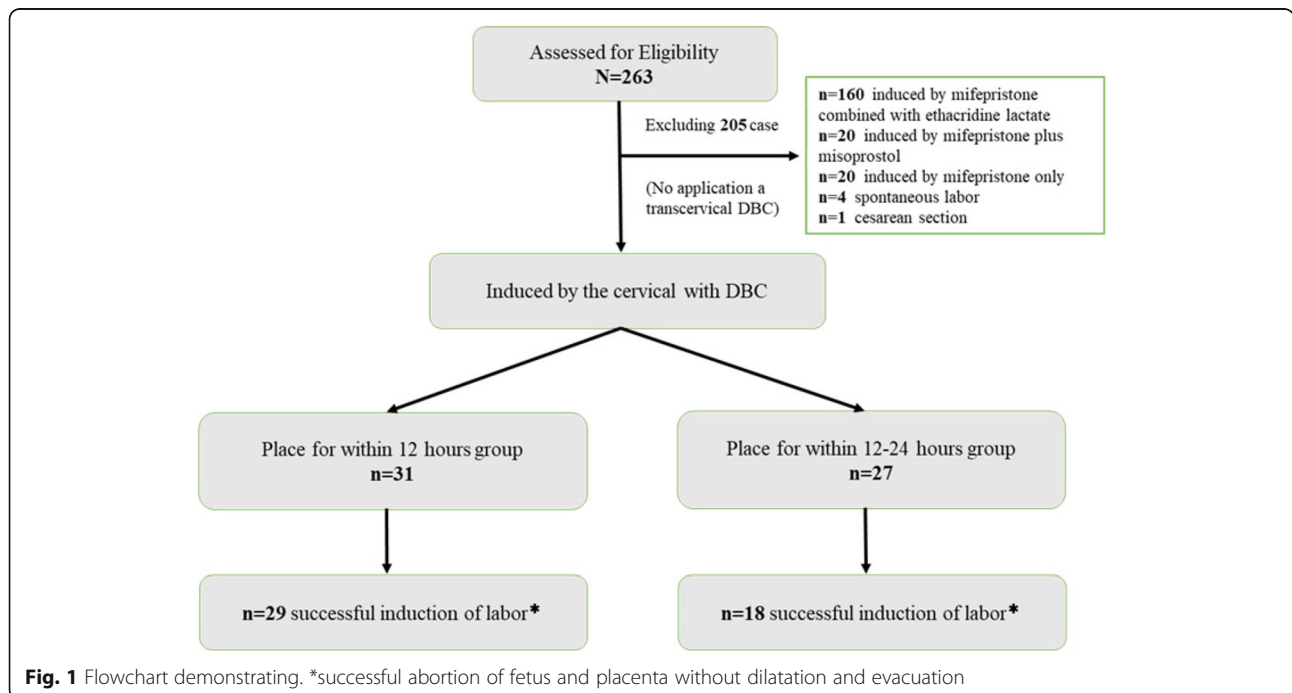 Assessed for Eligibility
N=263
Excluding 205 case
(No application a
transcervical DBC)
n=160 induced by mifepristone
combined with ethacridine lactate
n=20 induced by mifepristone plus
misoprostol
n=20 induced by mifepristone only
n=4 spontaneous labor
n=1 cesarean section
Induced by the cervical with DBC
Place for within 12 hours group
n=31
Place for within 12-24 hours group
n=27
n=29 successful induction of labor*
n=18 successful induction of labor*
Fig. 1 Flowchart demonstrating. *successful abortion of fetus and placenta without dilatation and evacuation